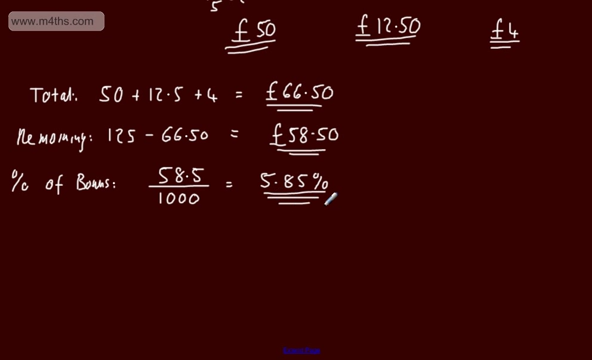 www.m4ths.com
5
£50 £12.50 £4
Total: 50 + 12.5 + 4 = £66.50
Remaining: 125 - 66.50 = £58.50
% of Bonus: 58.5/1000 = 5.85%